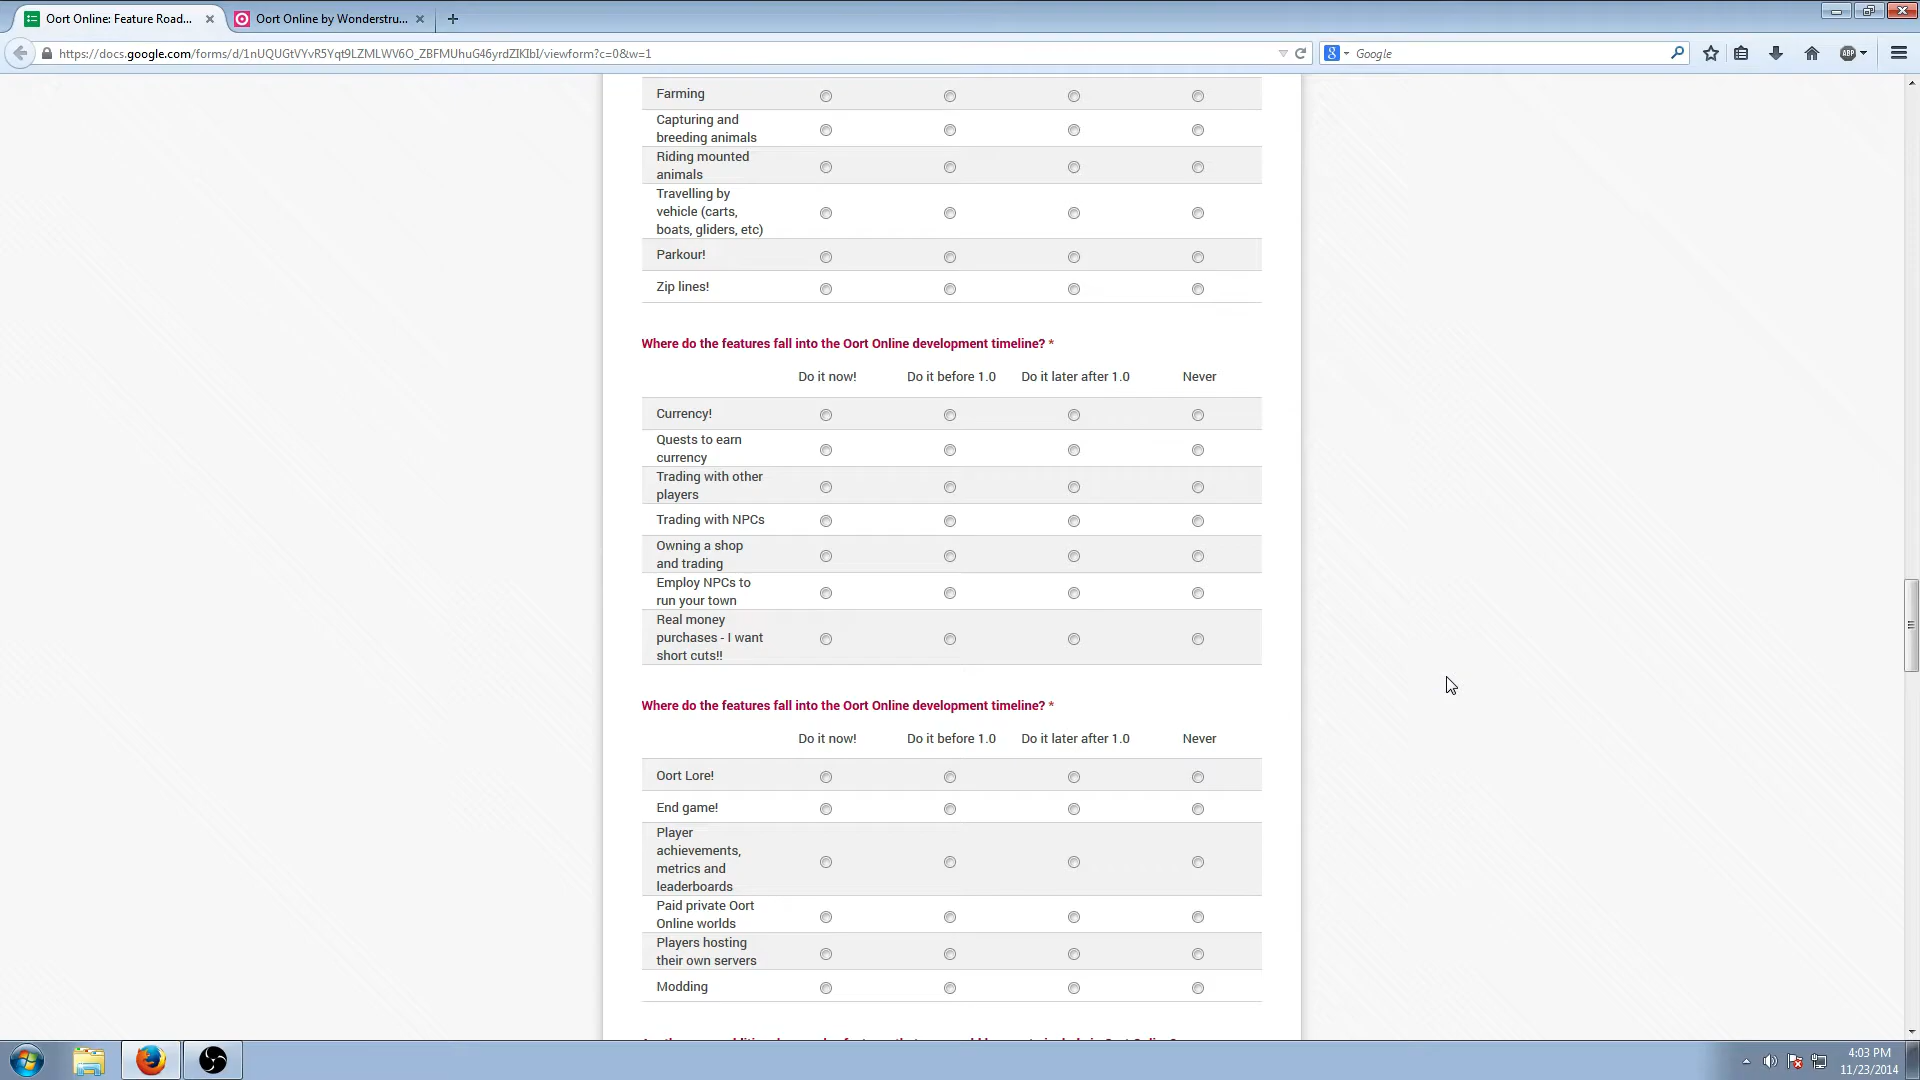 Oort Online: Feature Road...
Oort Online by Wonderstru...
https://docs.google.com/forms/d/1nUQUGtVYvR5Yqt9LZMLWV6O_ZBFMUhuG46yrdZIKIbI/viewform?c=0&w=1
Google
ABP
Farming
Capturing and
breeding animals
Riding mounted
animals
Travelling by
vehicle (carts,
boats, gliders, etc)
Parkour!
Zip lines!
Where do the features fall into the Oort Online development timeline? *
Do it now! Do it before 1.0 Do it later after 1.0 Never
Currency!
Quests to earn
currency
Trading with other
players
Trading with NPCs
Owning a shop
and trading
Employ NPCs to
run your town
Real money
purchases - I want
short cuts!!
Where do the features fall into the Oort Online development timeline? *
Do it now! Do it before 1.0 Do it later after 1.0 Never
Oort Lore!
End game!
Player
achievements,
metrics and
leaderboards
Paid private Oort
Online worlds
Players hosting
their own servers
Modding
4:03 PM
11/23/2014